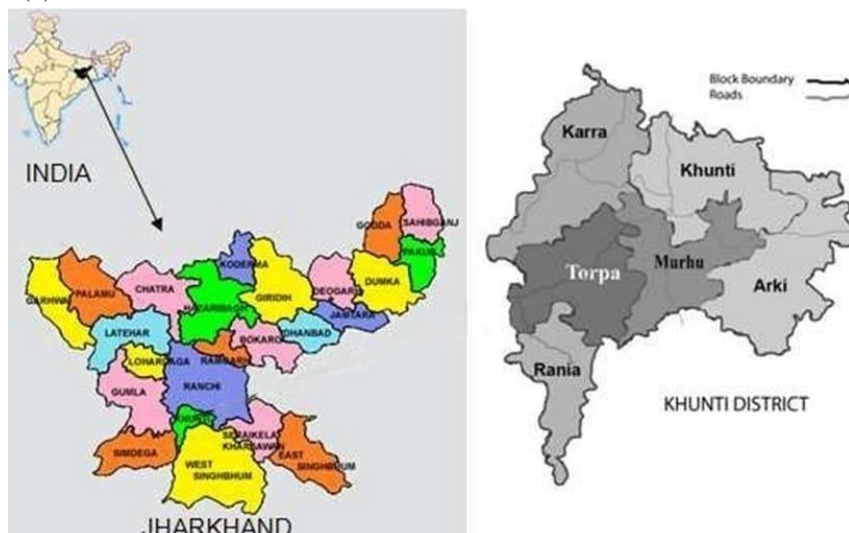 INDIA
GODDA
SAHIBGANJ
PAKUR
KODERMA
GARHWA
PALAMU
CHATRA
HAZARIBAGH
GIRIDIH
DEOGARH
DUMKA
JAMTARA
LATEHAR
BOKARO
DHANBAD
LOHARDAGA
RAMGARH
RANCHI
GUMLA
SIMDEGA
SERAIKELA
KHARSAWAN
WEST
SINGHBHUM
EAST
SINGHBHUM
JHARKHAND
Block Boundary
Roads
Karra
Khunti
Torpa
Murhu
Arki
Rania
KHUNTI DISTRICT